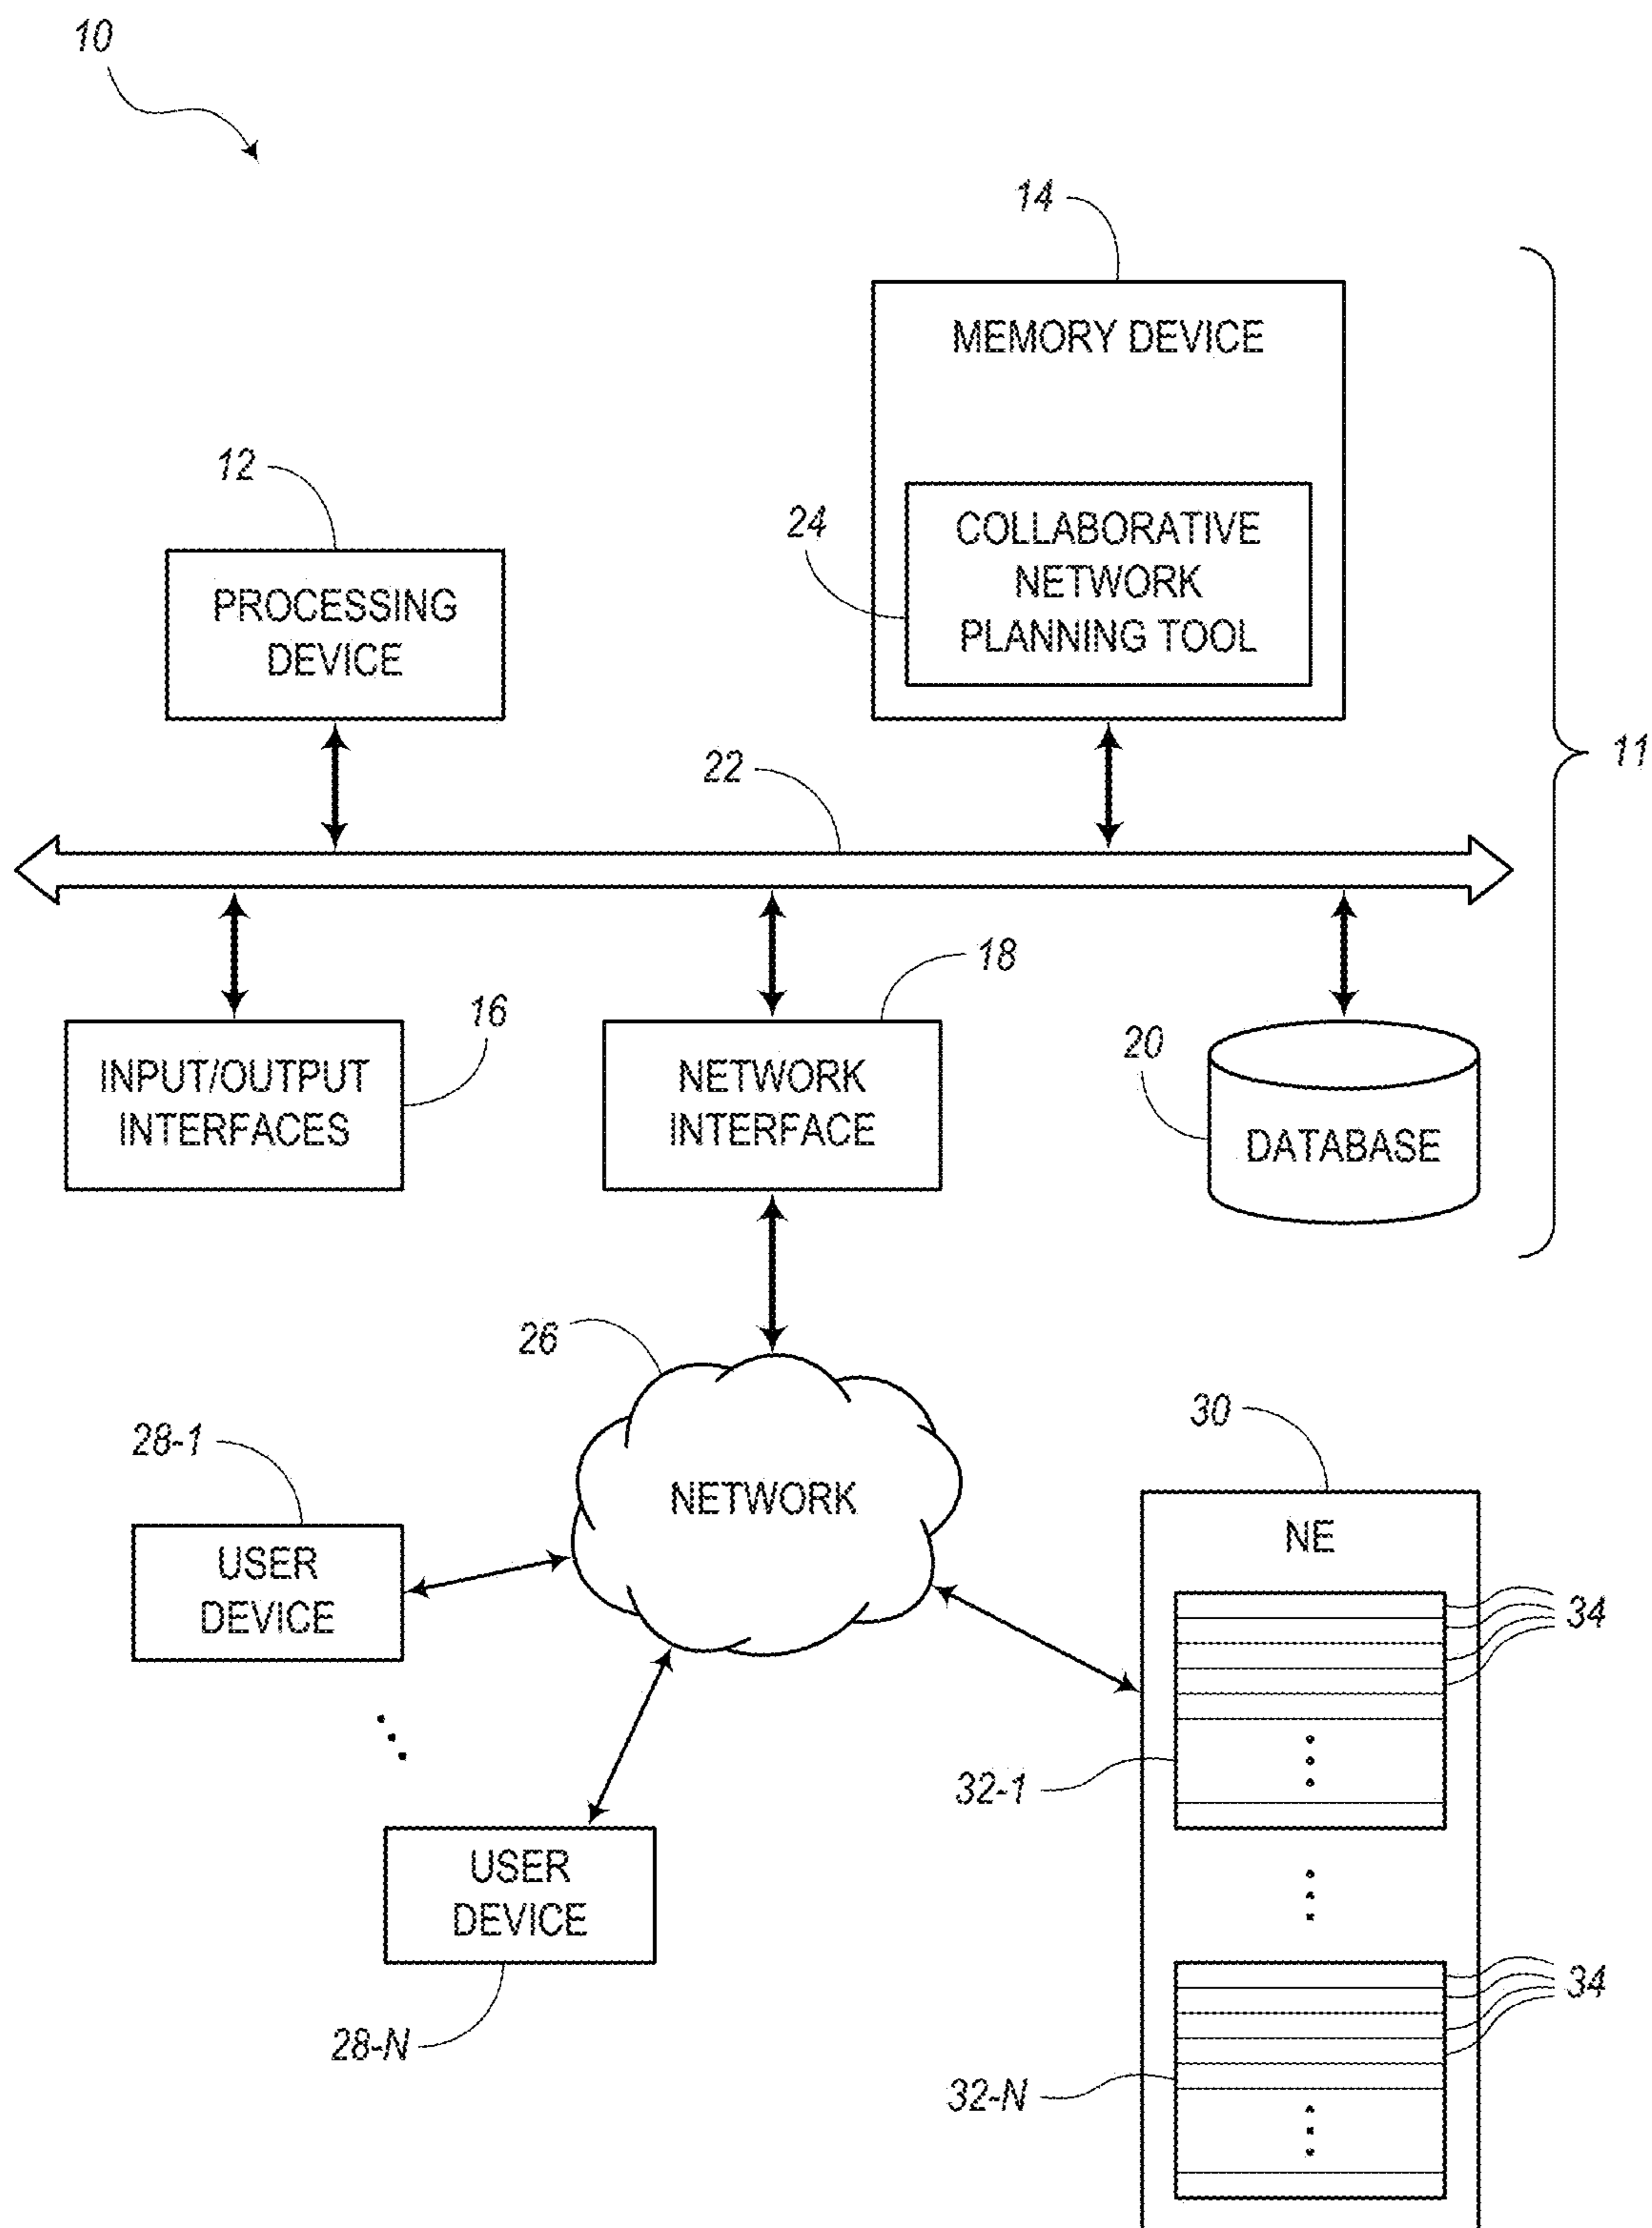 10
14
MEMORY DEVICE
12
24
COLLABORATIVE
NETWORK
PLANNING TOOL
PROCESSING
DEVICE
11
22
18
16
INPUT/OUTPUT
INTERFACES
NETWORK
INTERFACE
20
DATABASE
26
NETWORK
28-1
USER
DEVICE
30
NE
34
32-1
USER
DEVICE
28-N
34
32-N